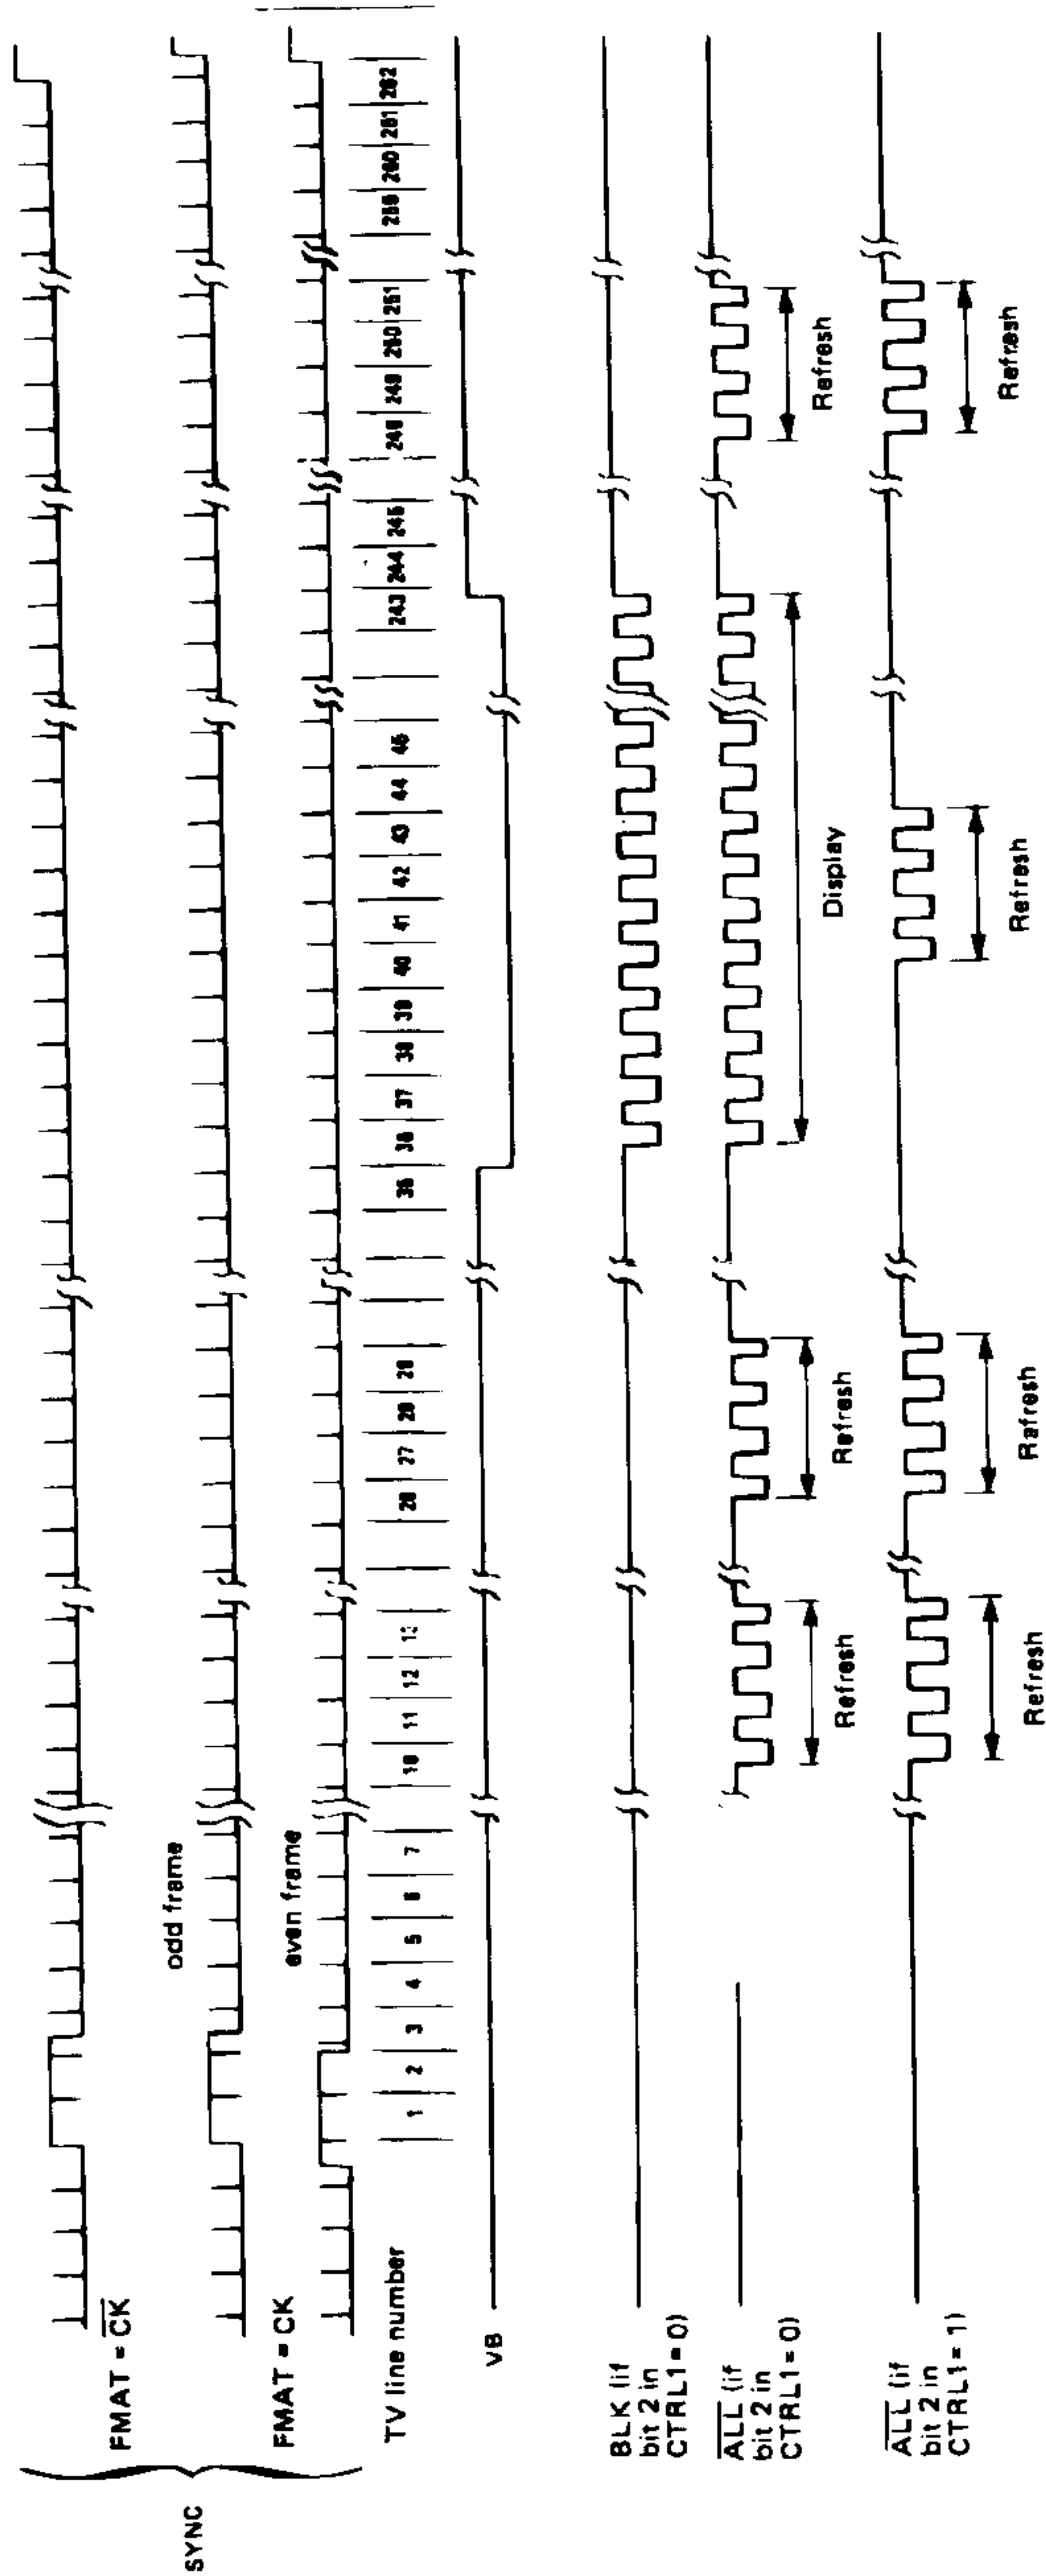 SYNC
FMAT = CK
odd frame
FMAT = CK
even frame
TV line number
1 2 3 4 5 6 7 10 11 12 13 26 27 28 29 35 36 37 38 39 40 41 42 43 44 45 243 244 245 248 249 250 251 259 260 261 262
VB
BLK (if
bit 2 in
CTRL1 = 0)
ALL (if
bit 2 in
CTRL1 = 0)
Refresh
Refresh
Display
Refresh
ALL (if
bit 2 in
CTRL1 = 1)
Refresh
Refresh
Refresh
Refresh